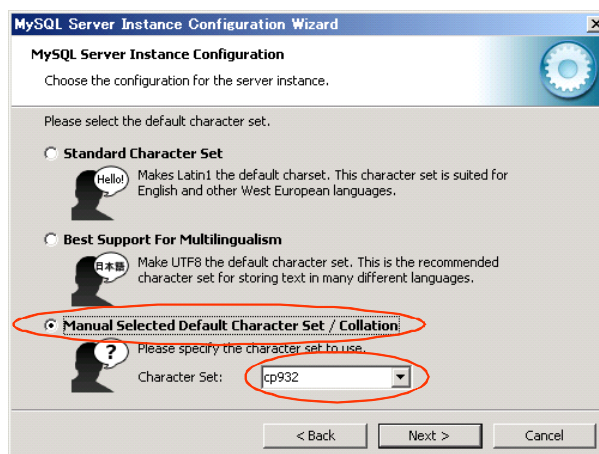 MySQL Server Instance Configuration Wizard
MySQL Server Instance Configuration
Choose the configuration for the server instance.
Please select the default character set.
Standard Character Set
Hello!
Makes Latin1 the default charset. This character set is suited for
English and other West European languages.
Best Support For Multilingualism
日本語
Make UTF8 the default character set. This is the recommended
character set for storing text in many different languages.
Manual Selected Default Character Set / Collation
?
Please specify the character set to use.
Character Set:
cp932
< Back
Next >
Cancel